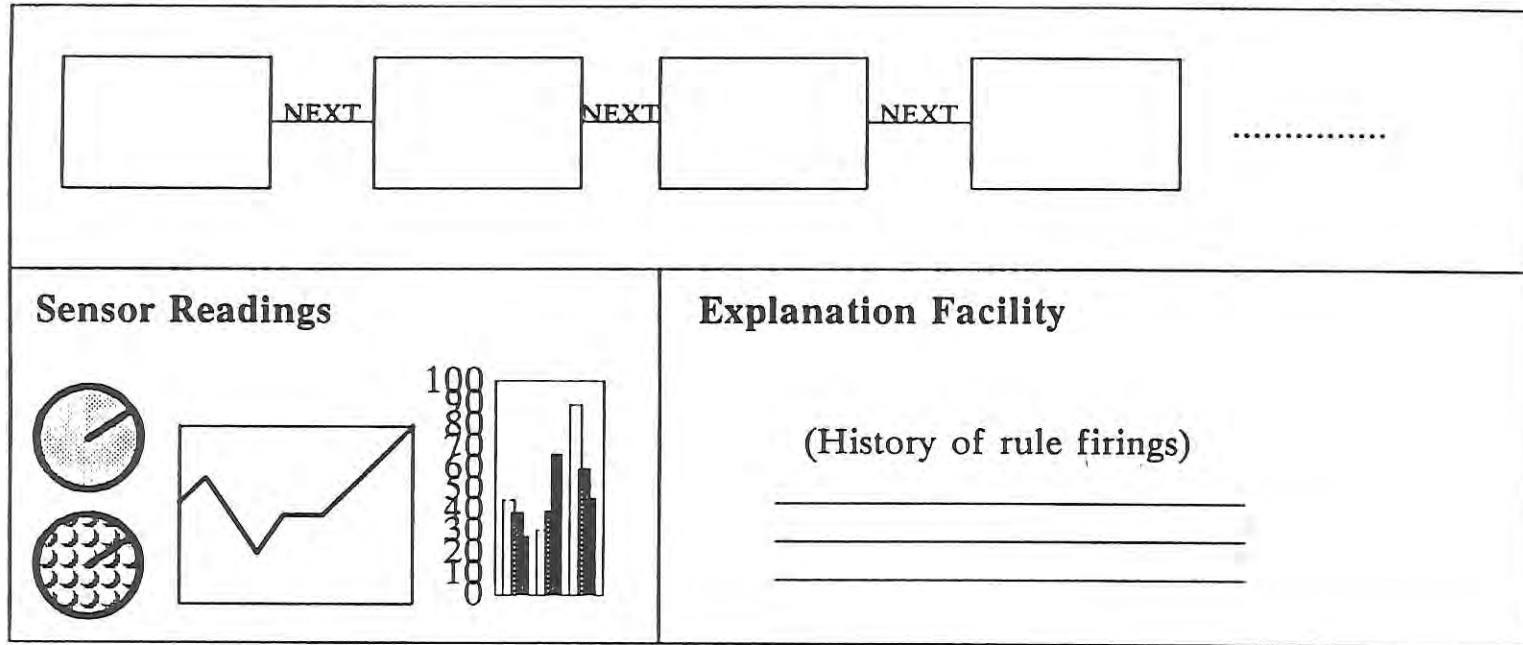 NEXT NEXT NEXT ...............
Sensor Readings
Explanation Facility
100
90
80
70
60
50
40
30
20
10
0
(History of rule firings)